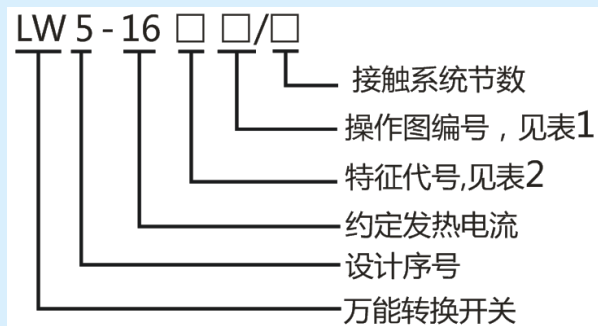 LW 5 - 16 □ □/□
接触系统节数
操作图编号，见表1
特征代号,见表2
约定发热电流
设计序号
万能转换开关